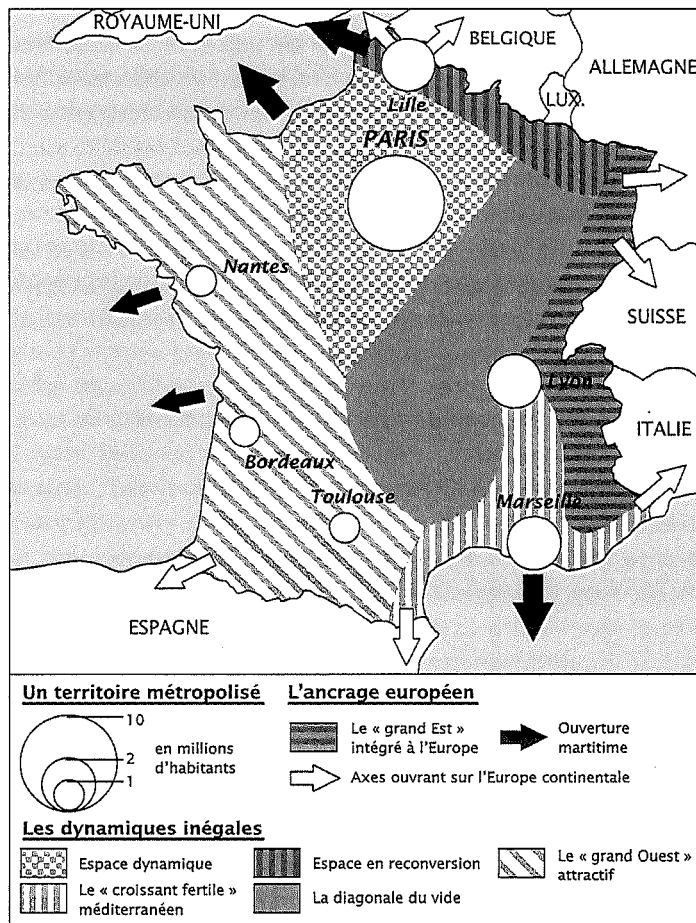 ROYAUME-UNI
BELGIQUE
ALLEMAGNE
LUX.
Lille
PARIS
Nantes
SUISSE
Lyon
ITALIE
Bordeaux
Toulouse
Marseille
ESPAGNE
Un territoire métropolisé
10
2
1
en millions
d'habitants
L'ancrage européen
Le « grand Est »
intégré à l'Europe
Ouverture
martitime
Axes ouvrant sur l'Europe continentale
Les dynamiques inégales
Espace dynamique
Espace en reconversion
Le « grand Ouest »
attractif
Le « croissant fertile »
méditerranéen
La diagonale du vide